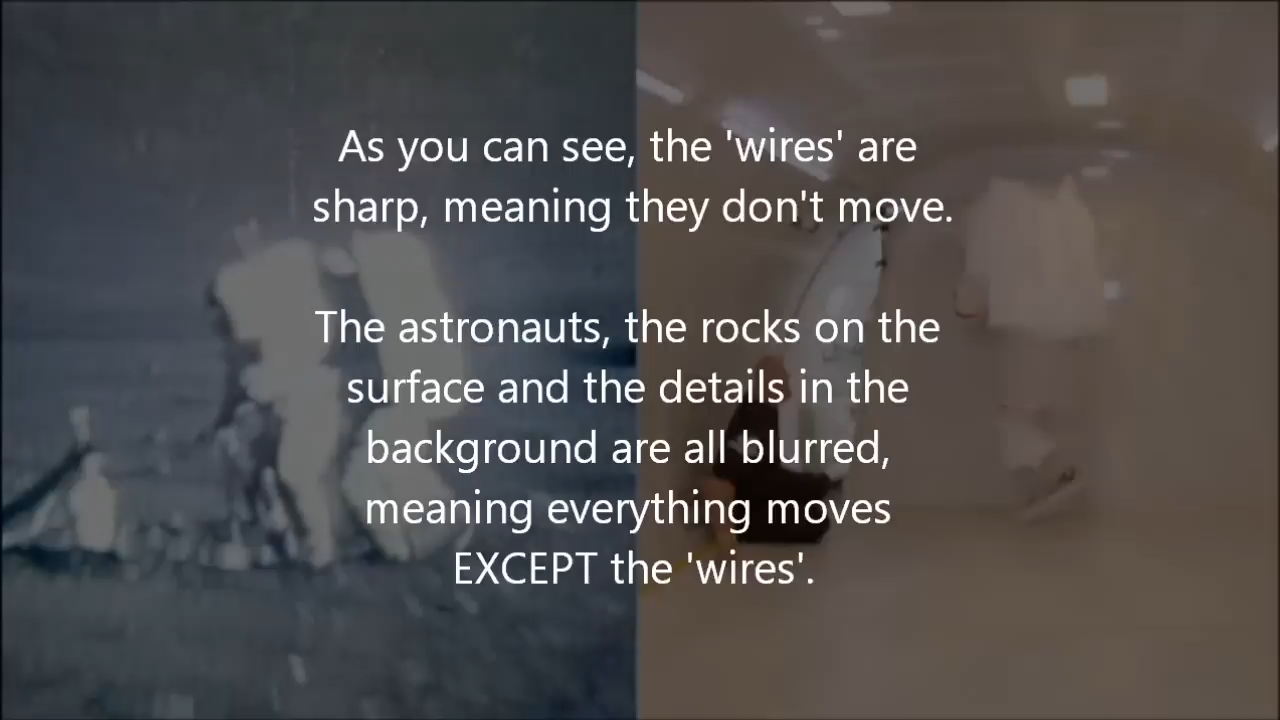 As you can see, the 'wires' are
sharp, meaning they don't move.
The astronauts, the rocks on the
surface and the details in the
background are all blurred,
meaning everything moves
EXCEPT the 'wires'.